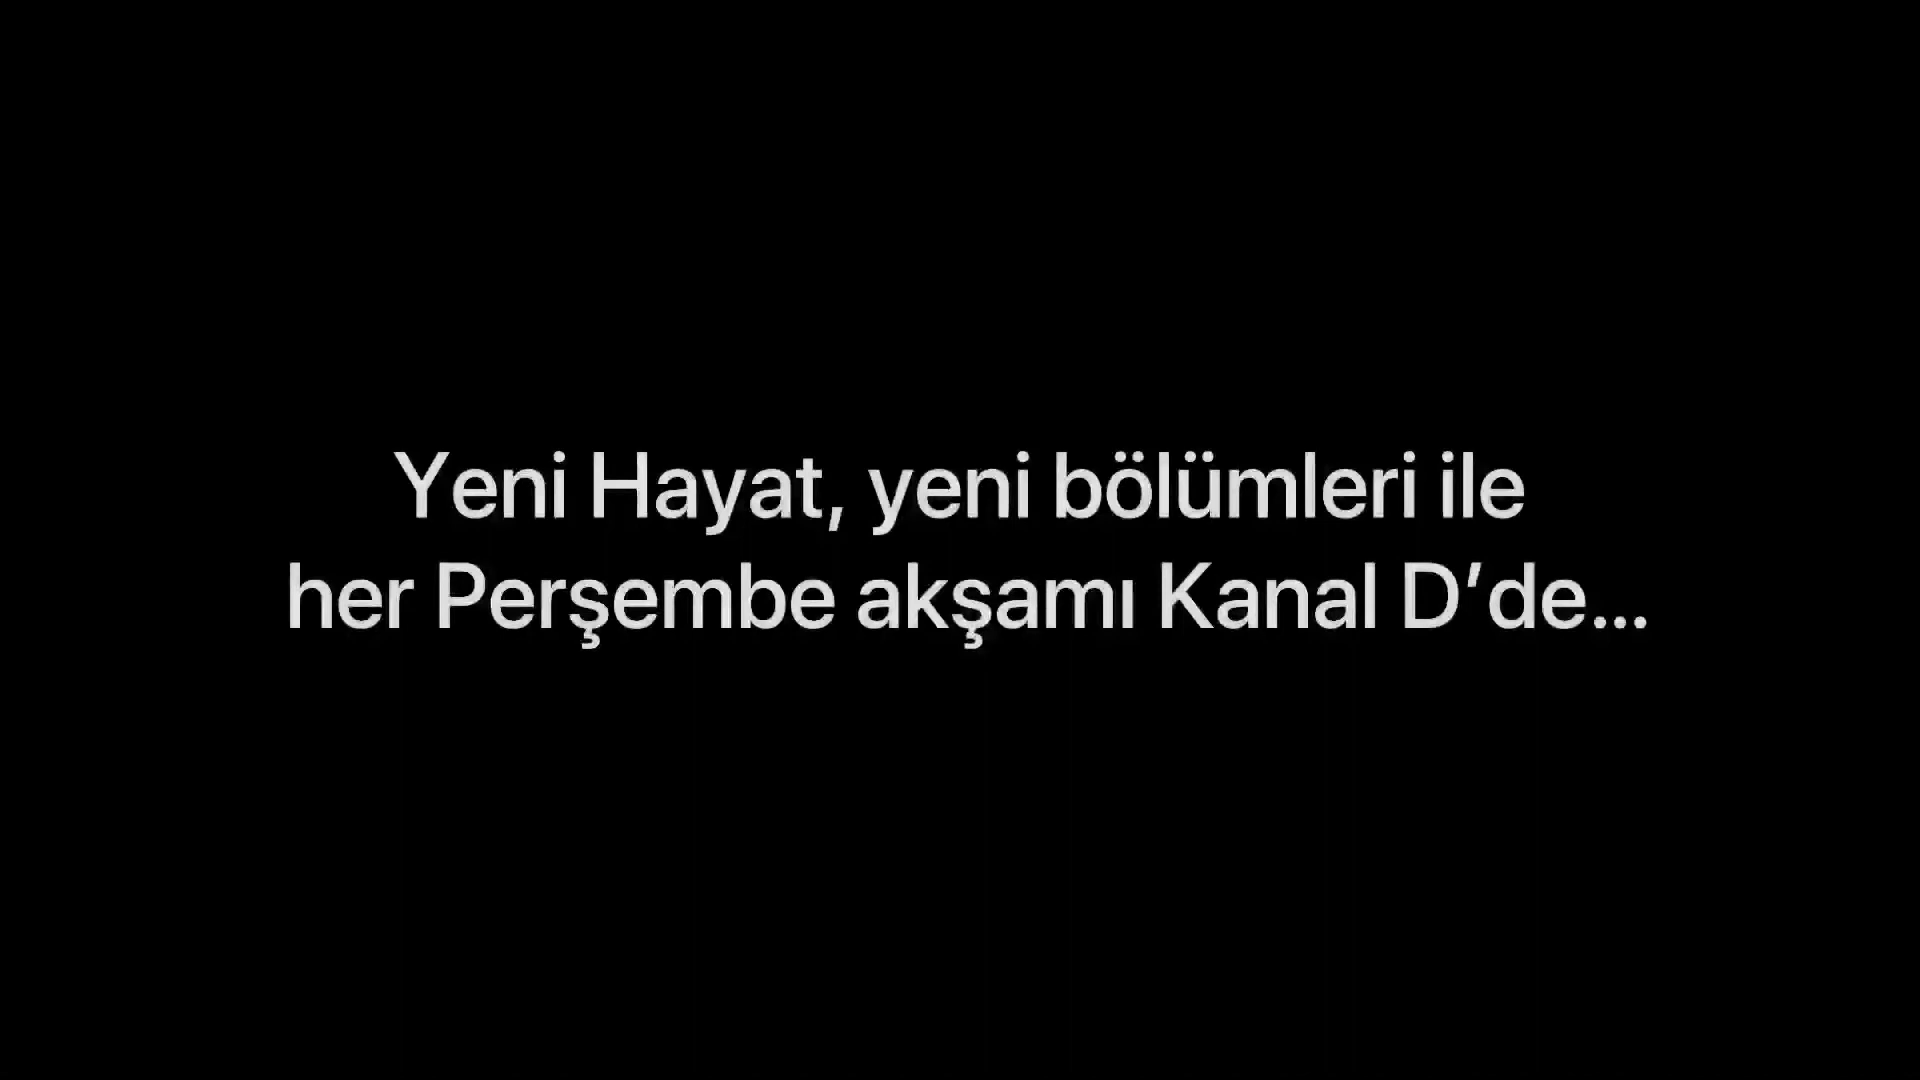 Yeni Hayat, yeni bölümleri ile
her Perşembe akşamı Kanal D’de...